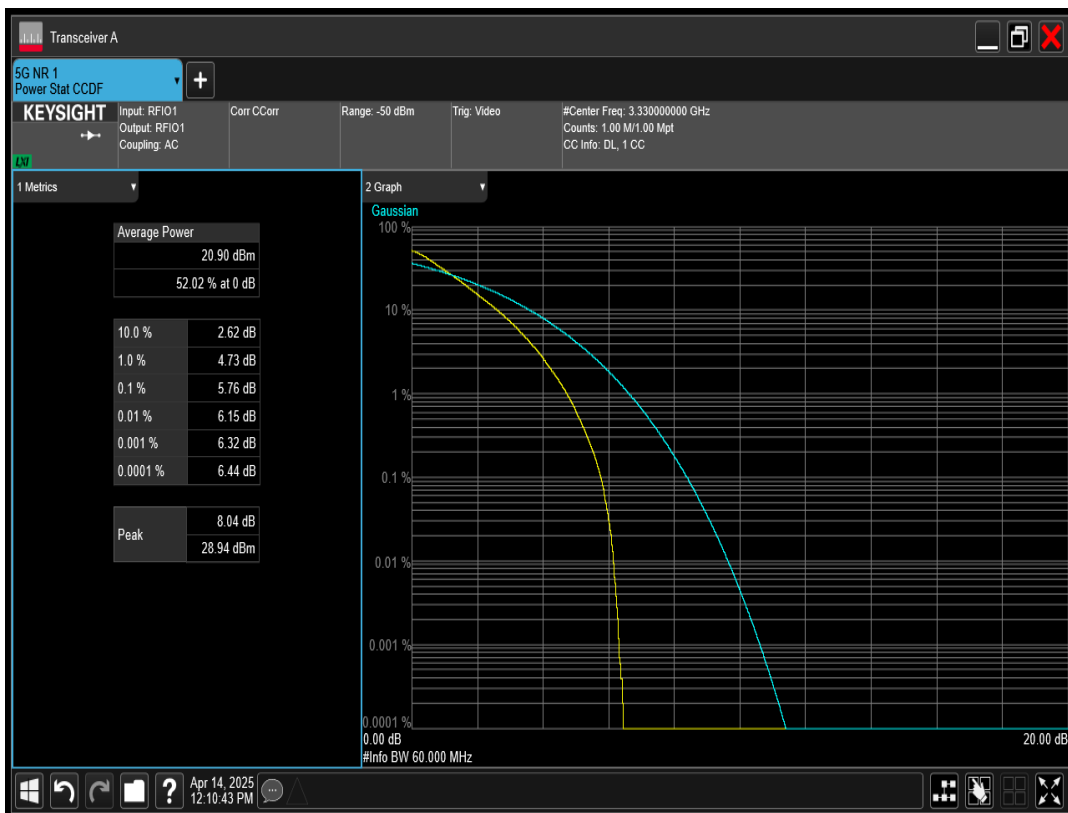 Transceiver A
5G NR 1
Power Stat CCDF
+
KEYSIGHT
LXI
Input: RFIO1
Output: RFIO1
Coupling: AC
Corr CCorr
Range: -50 dBm
Trig: Video
#Center Freq: 3.330000000 GHz
Counts: 1.00 M/1.00 Mpt
CC Info: DL, 1 CC
1 Metrics
Average Power
20.90 dBm
52.02 % at 0 dB
10.0 % 2.62 dB
1.0 % 4.73 dB
0.1 % 5.76 dB
0.01 % 6.15 dB
0.001 % 6.32 dB
0.0001 % 6.44 dB
Peak 8.04 dB
28.94 dBm
2 Graph
Gaussian
100 %
10 %
1 %
0.1 %
0.01 %
0.001 %
0.0001 %
0.00 dB 20.00 dB
#Info BW 60.000 MHz
?
Apr 14, 2025
12:10:43 PM